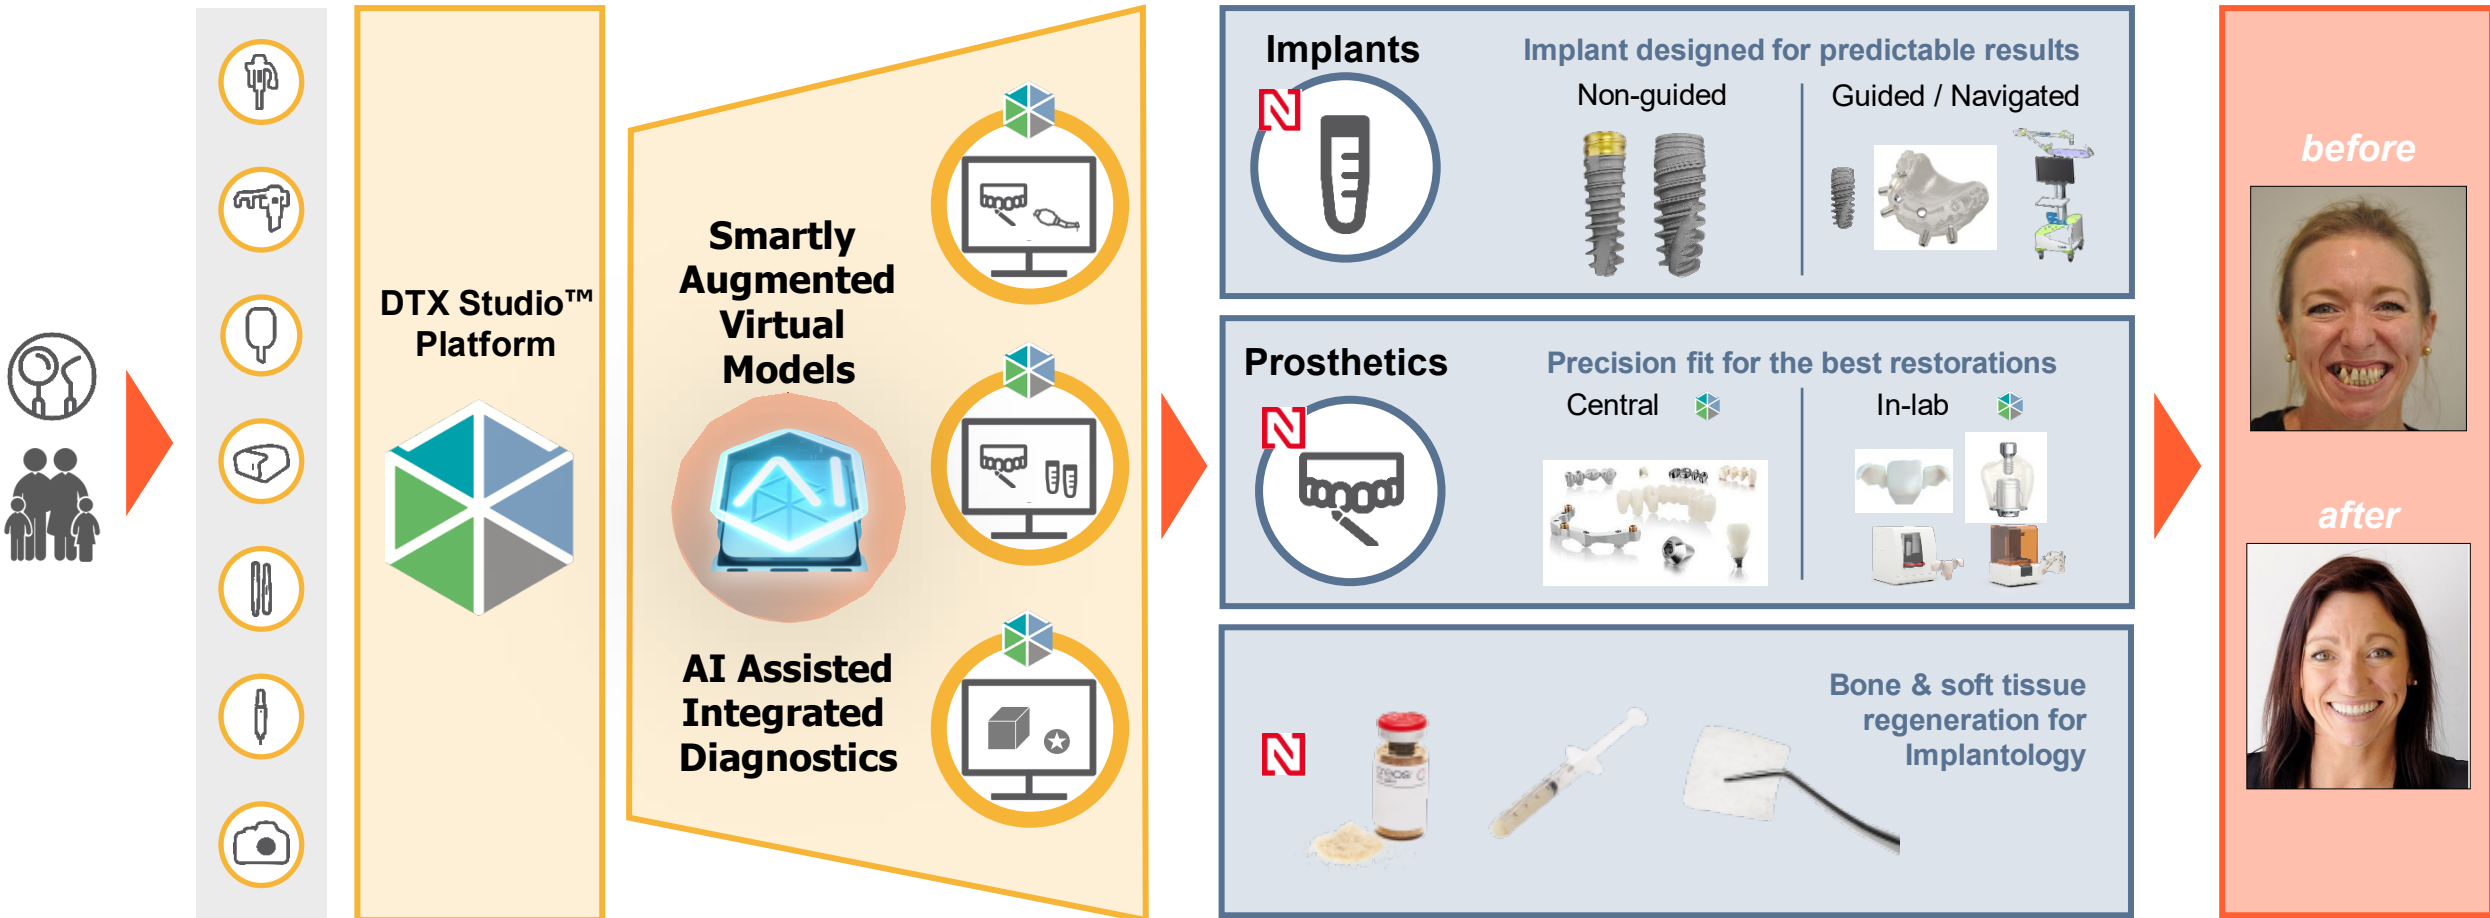 DTX Studio™
Platform
Smartly
Augmented
Virtual
Models
AI
AI Assisted
Integrated
Diagnostics
Implants
Implant designed for predictable results
Non-guided
Guided / Navigated
Prosthetics
Precision fit for the best restorations
Central
In-lab
Bone & soft tissue
regeneration for
Implantology
creos
before
after